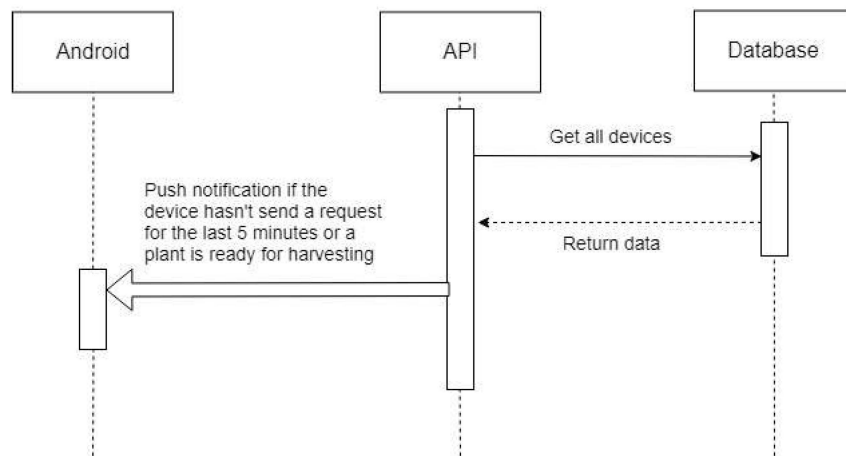 Android
API
Database
Get all devices
Push notification if the
device hasn't send a request
for the last 5 minutes or a
plant is ready for harvesting
Return data